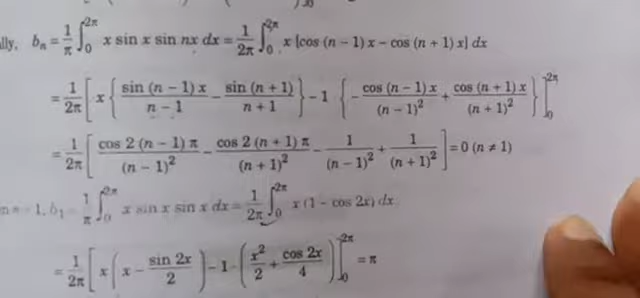 lly, bₙ = 1/π ∫₀^2π x sin x sin nx dx = 1/2π ∫₀^2π x [cos (n – 1) x – cos (n + 1) x] dx
= 1/2π [ x { sin (n – 1) x / n – 1 – sin (n + 1) / n + 1 } – 1 { – cos (n – 1) x / (n – 1)² + cos (n + 1) x / (n + 1)² } ]₀^2π
= 1/2π [ cos 2 (n – 1) π / (n – 1)² – cos 2 (n + 1) π / (n + 1)² – 1 / (n – 1)² + 1 / (n + 1)² ] = 0 (n ≠ 1)
n = 1, b₁ = 1/π ∫₀^2π x sin x sin x dx = 1/2π ∫₀^2π x (1 – cos 2x) dx
= 1/2π [ x ( x – sin 2x / 2 ) – 1 · ( x² / 2 + cos 2x / 4 ) ]₀^2π = π